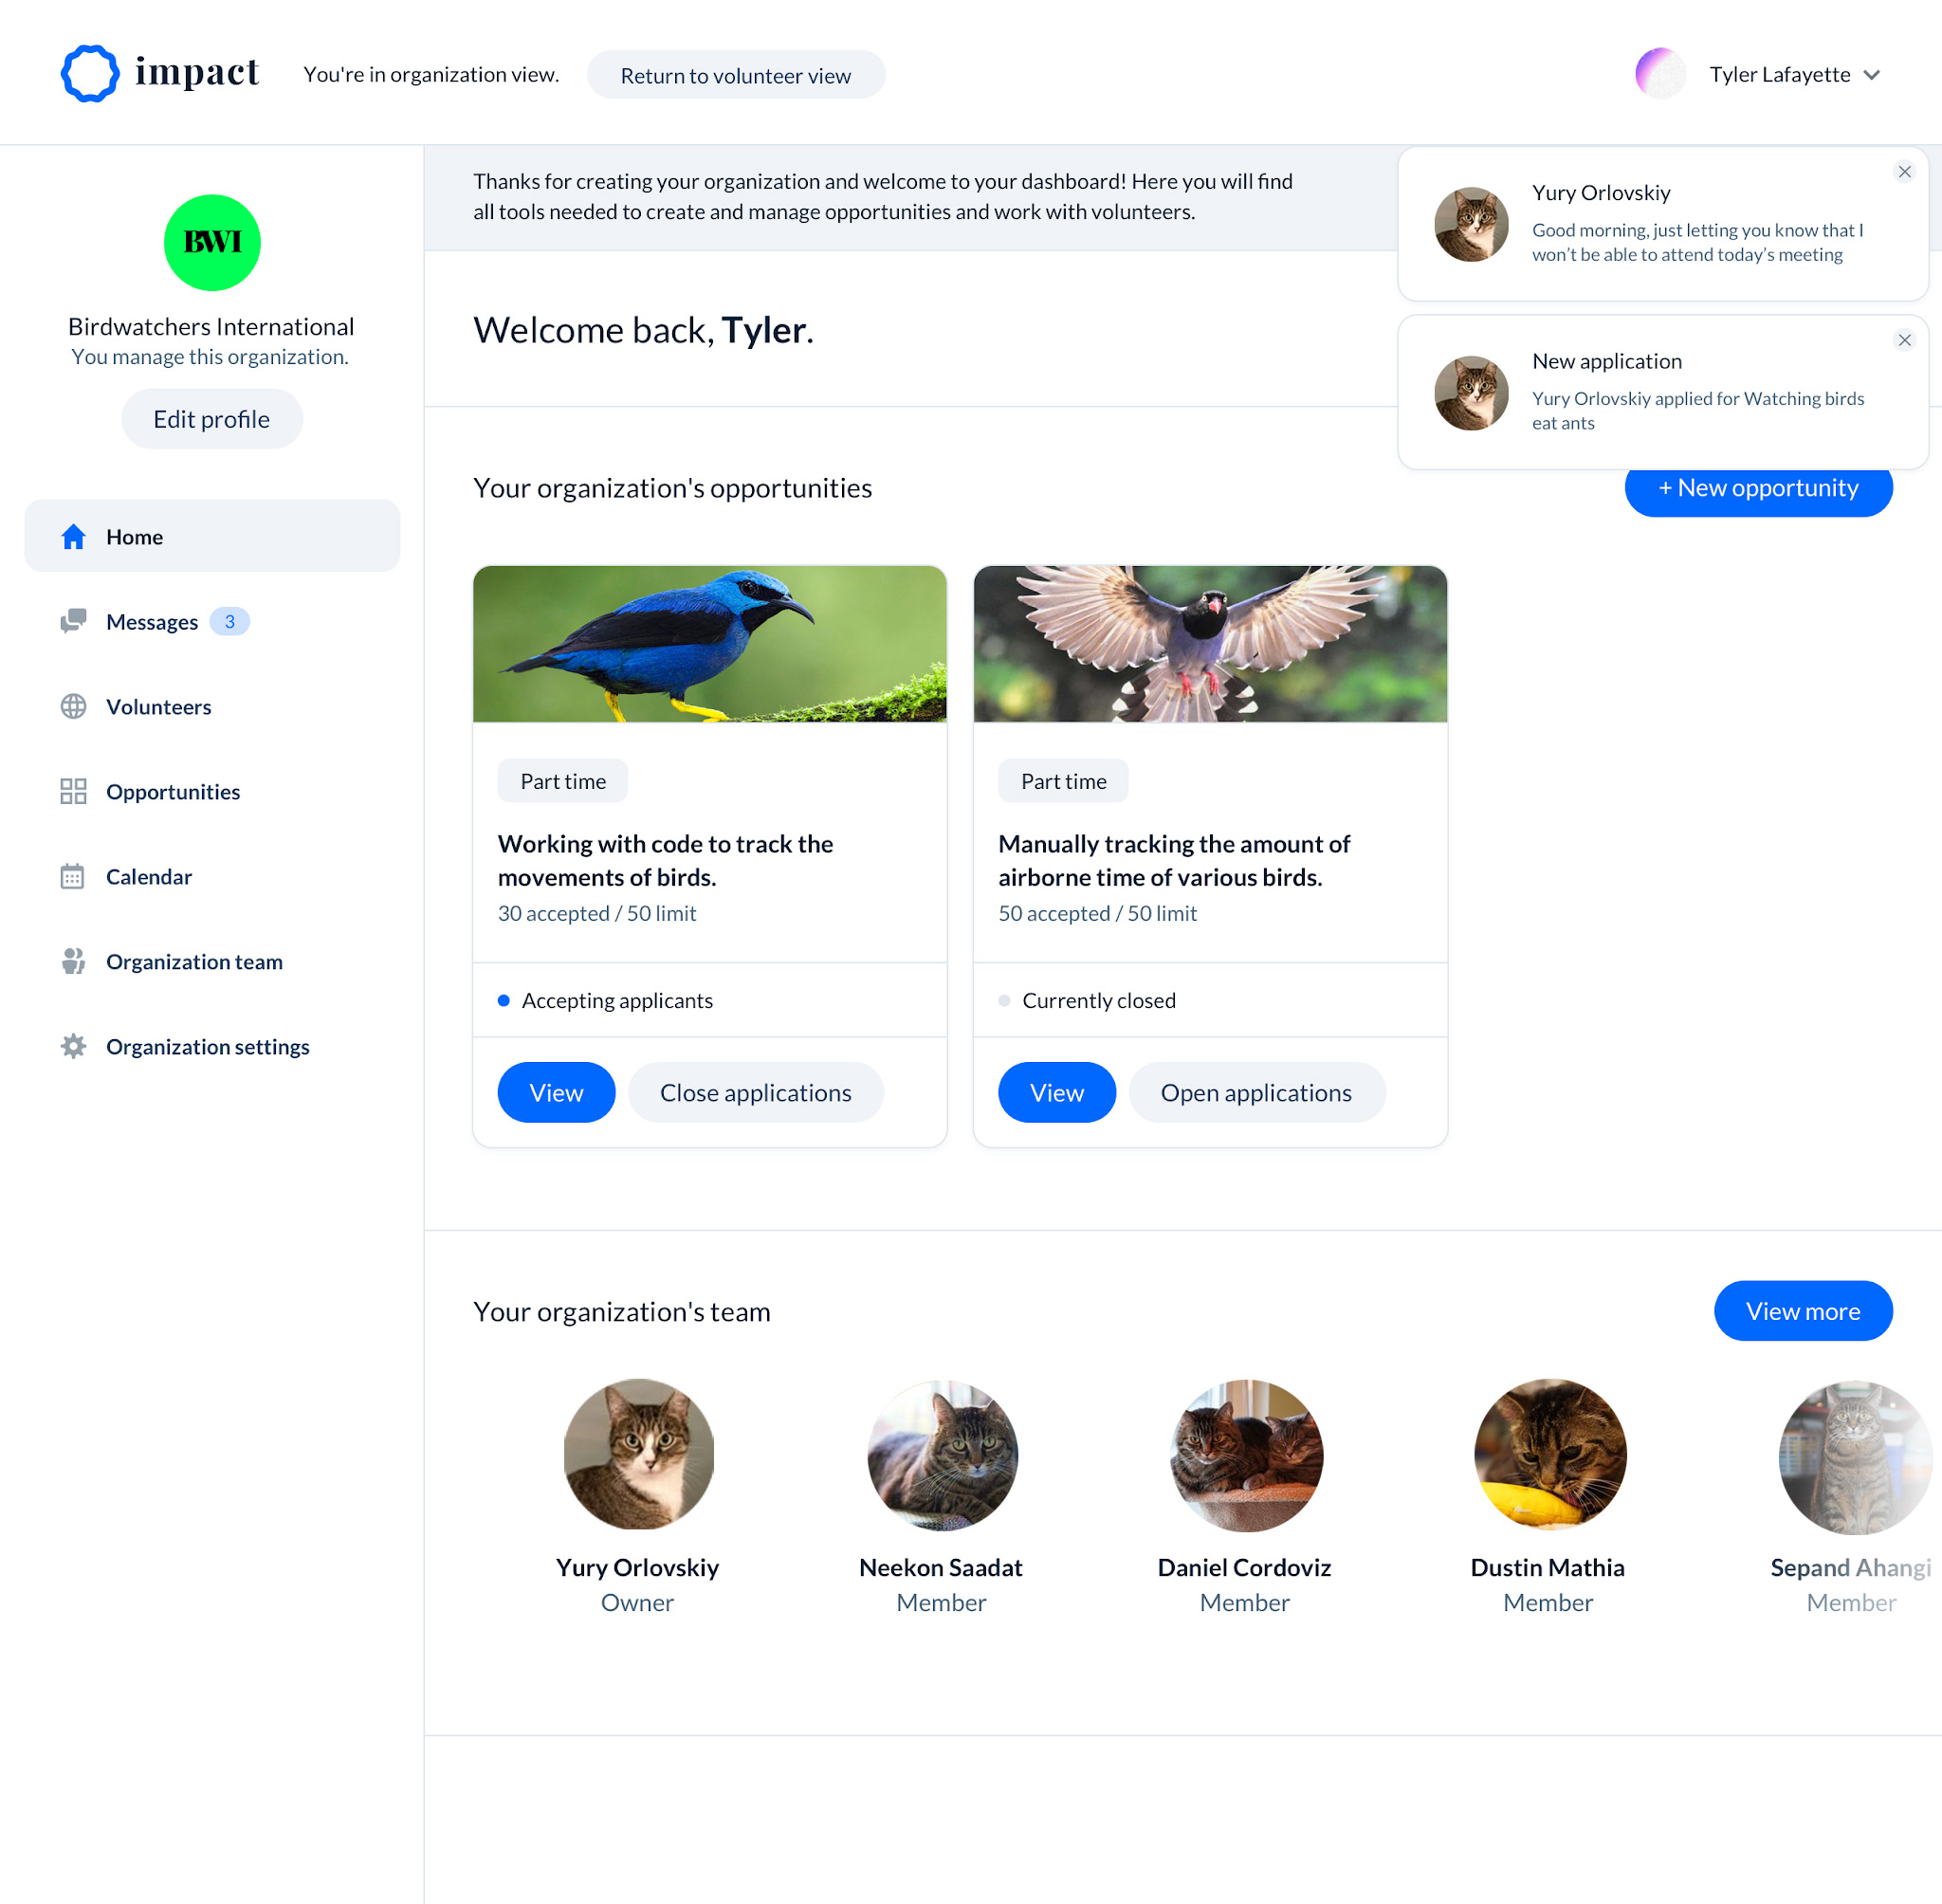 impact
You're in organization view.
Return to volunteer view
Tyler Lafayette
BWI
Birdwatchers International
You manage this organization.
Edit profile
Home
Messages 3
Volunteers
Opportunities
Calendar
Organization team
Organization settings
Thanks for creating your organization and welcome to your dashboard! Here you will find
all tools needed to create and manage opportunities and work with volunteers.
Yury Orlovskiy
Good morning, just letting you know that I
won’t be able to attend today’s meeting
New application
Yury Orlovskiy applied for Watching birds
eat ants
Welcome back, Tyler.
Your organization's opportunities
+ New opportunity
Part time
Working with code to track the
movements of birds.
30 accepted / 50 limit
Accepting applicants
View
Close applications
Part time
Manually tracking the amount of
airborne time of various birds.
50 accepted / 50 limit
Currently closed
View
Open applications
Your organization's team
View more
Yury Orlovskiy
Owner
Neekon Saadat
Member
Daniel Cordoviz
Member
Dustin Mathia
Member
Sepand Ahangi
Member